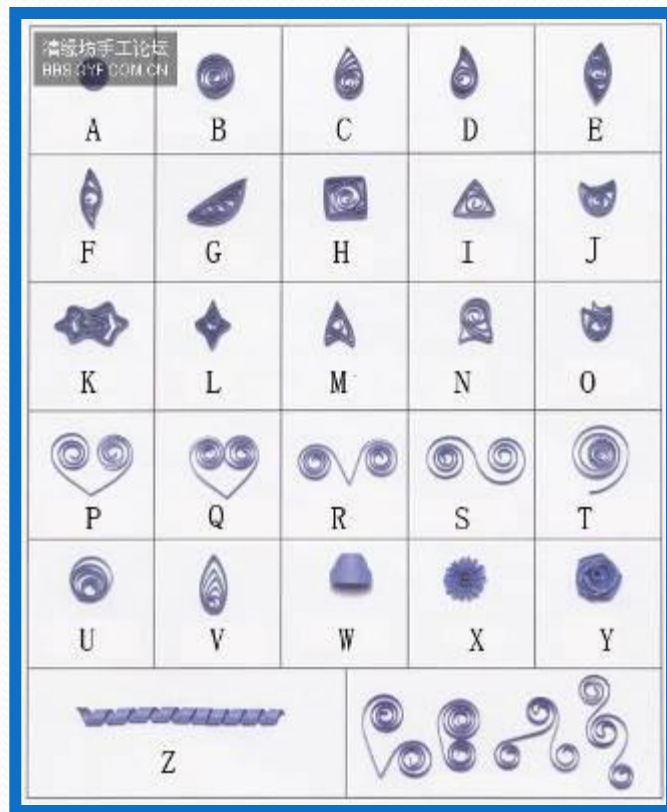 清缘坊手工论坛
BBS.QYF.COM.CN
A B C D E
F G H I J
K L M N O
P Q R S T
U V W X Y
Z